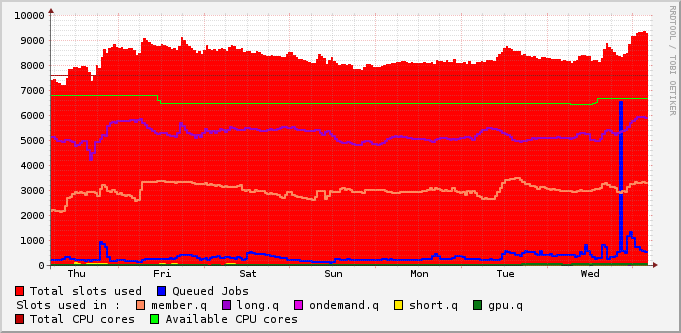 10000
9000
8000
7000
6000
5000
4000
3000
2000
1000
0
Thu Fri Sat Sun Mon Tue Wed
Total slots used Queued Jobs
Slots used in : member.q long.q ondemand.q short.q gpu.q
Total CPU cores Available CPU cores
RRDTOOL / TOBI OETIKER